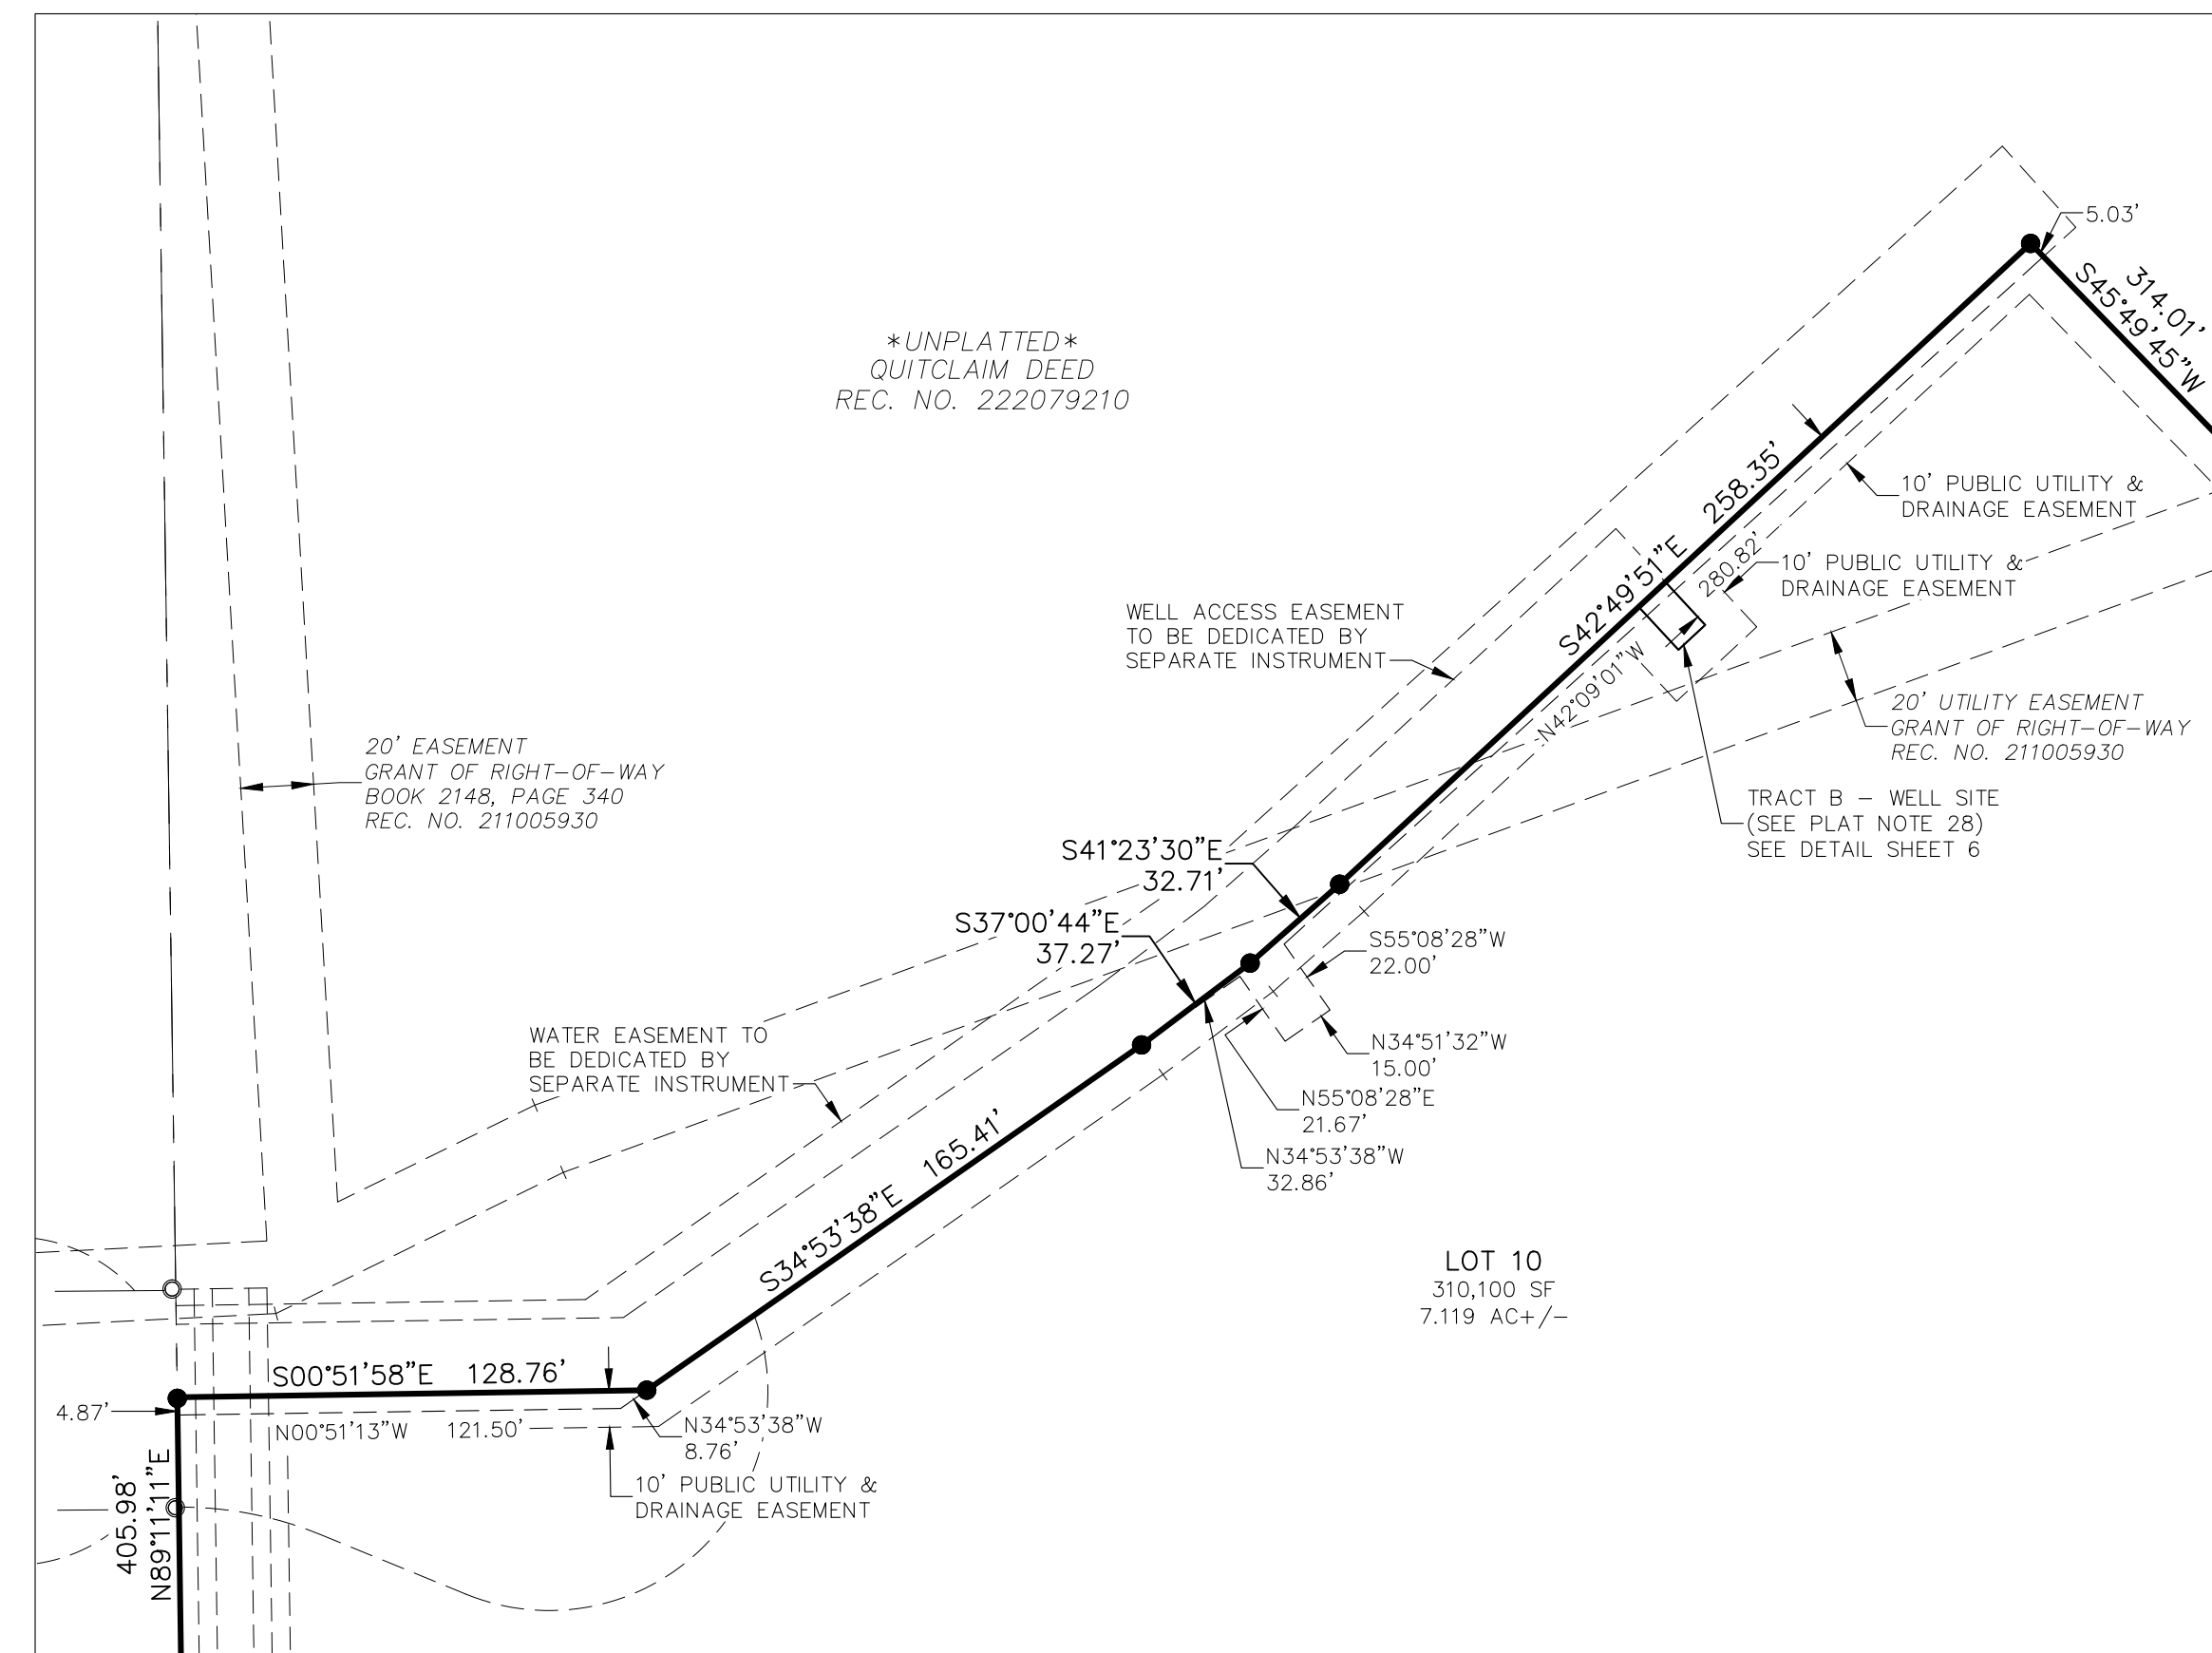 5.03'
314.01'
S45°49'45"W
*UNPLATTED*
QUITCLAIM DEED
REC. NO. 222079210
258.35'
S42°49'51"E
10' PUBLIC UTILITY &
DRAINAGE EASEMENT
280.82'
N42°09'01"W
10' PUBLIC UTILITY &
DRAINAGE EASEMENT
WELL ACCESS EASEMENT
TO BE DEDICATED BY
SEPARATE INSTRUMENT
20' UTILITY EASEMENT
GRANT OF RIGHT-OF-WAY
REC. NO. 211005930
20' EASEMENT
GRANT OF RIGHT-OF-WAY
BOOK 2148, PAGE 340
REC. NO. 211005930
TRACT B - WELL SITE
(SEE PLAT NOTE 28)
SEE DETAIL SHEET 6
S41°23'30"E
32.71'
S37°00'44"E
37.27'
S55°08'28"W
22.00'
WATER EASEMENT TO
BE DEDICATED BY
SEPARATE INSTRUMENT
N34°51'32"W
15.00'
N55°08'28"E
21.67'
N34°53'38"W
32.86'
S34°53'38"E 165.41'
LOT 10
310,100 SF
7.119 AC+/-
S00°51'58"E 128.76'
4.87'
N00°51'13"W 121.50'
N34°53'38"W
8.76'
10' PUBLIC UTILITY &
DRAINAGE EASEMENT
405.98'
N89°11'11"E